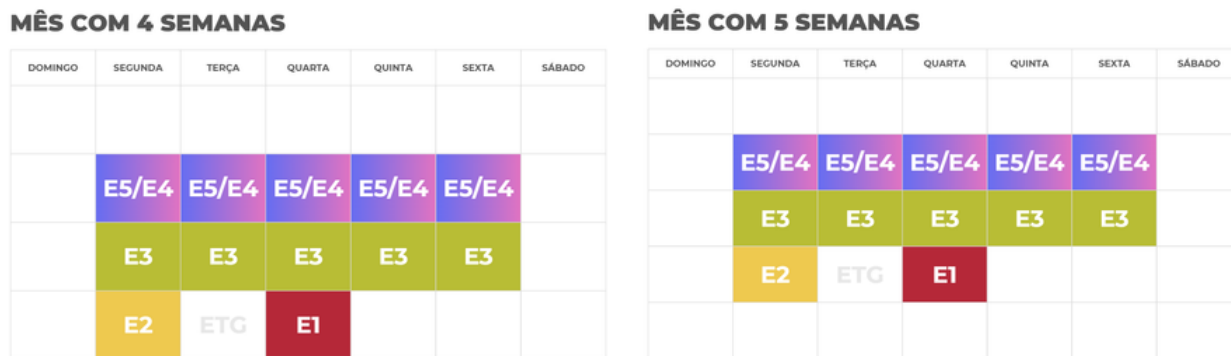 MÊS COM 4 SEMANAS
DOMINGO SEGUNDA TERÇA QUARTA QUINTA SEXTA SÁBADO
E5/E4 E5/E4 E5/E4 E5/E4 E5/E4
E3 E3 E3 E3 E3
E2 ETG E1
MÊS COM 5 SEMANAS
DOMINGO SEGUNDA TERÇA QUARTA QUINTA SEXTA SÁBADO
E5/E4 E5/E4 E5/E4 E5/E4 E5/E4
E3 E3 E3 E3 E3
E2 ETG E1